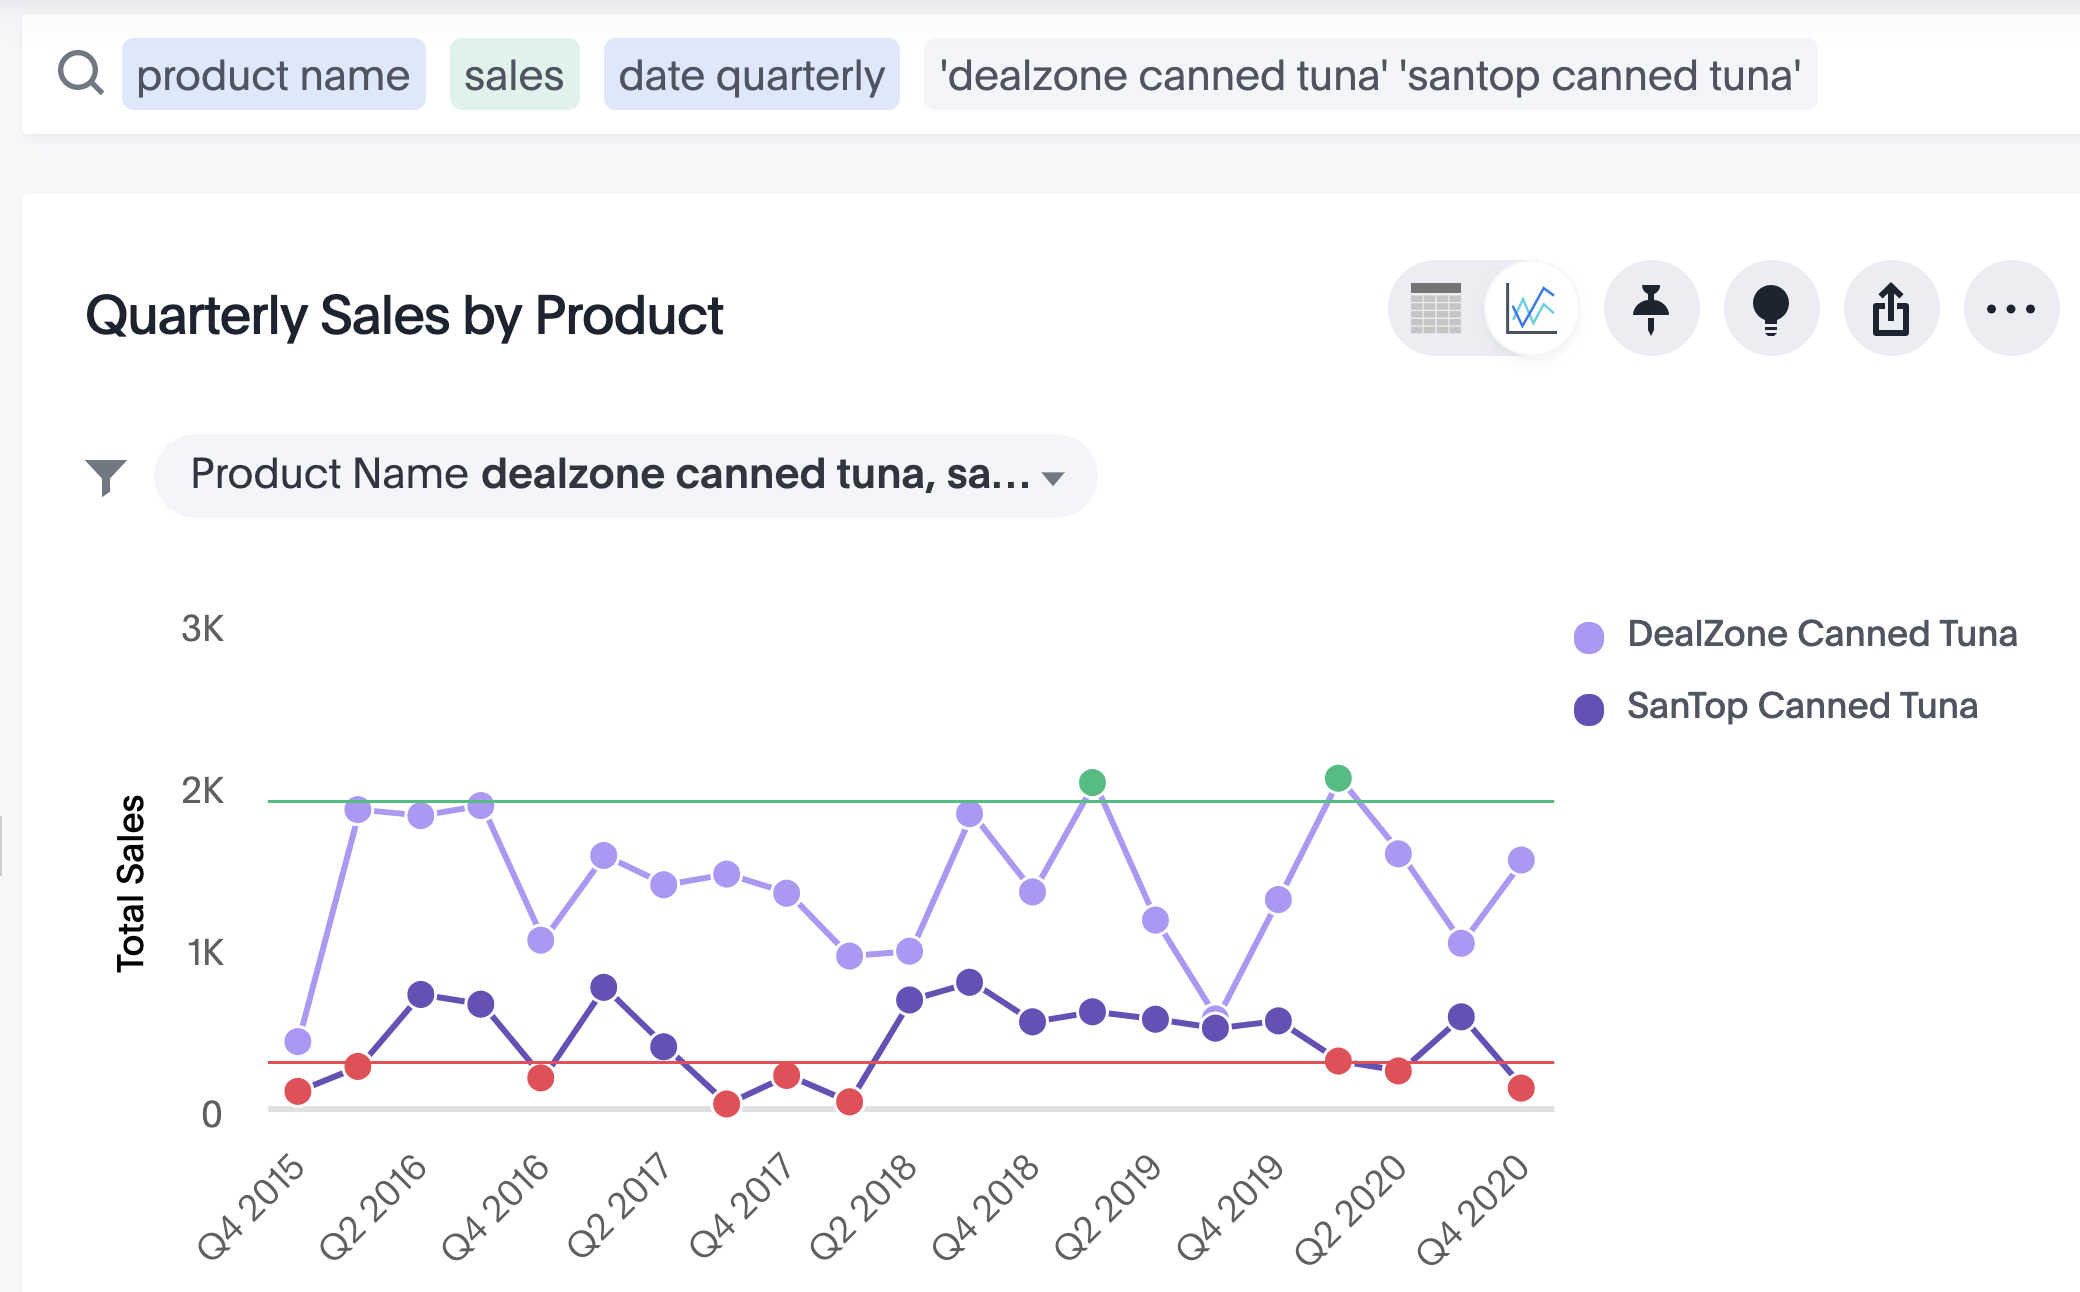 product name sales date quarterly 'dealzone canned tuna' 'santop canned tuna'
Quarterly Sales by Product
Product Name dealzone canned tuna, sa...
3K
2K
1K
0
Total Sales
DealZone Canned Tuna
SanTop Canned Tuna
Q4 2015
Q2 2016
Q4 2016
Q2 2017
Q4 2017
Q2 2018
Q4 2018
Q2 2019
Q4 2019
Q2 2020
Q4 2020